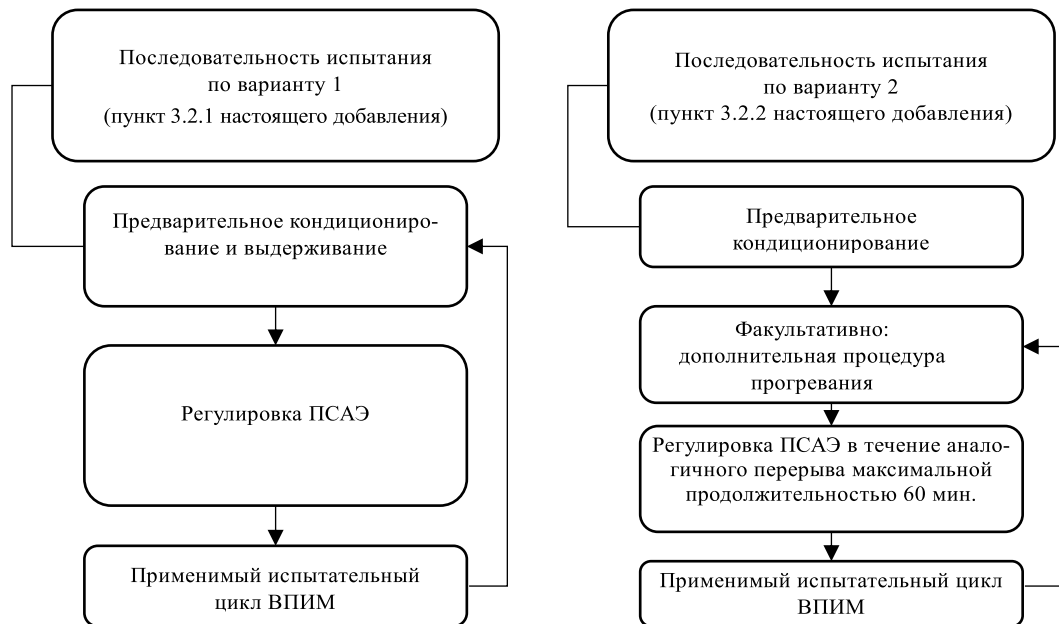 Последовательность испытания
по варианту 1
(пункт 3.2.1 настоящего добавления)
Предварительное кондициониро-
вание и выдерживание
Регулировка ПСАЭ
Применимый испытательный
цикл ВПИМ
Последовательность испытания
по варианту 2
(пункт 3.2.2 настоящего добавления)
Предварительное
кондиционирование
Факультативно:
дополнительная процедура
прогревания
Регулировка ПСАЭ в течение анало-
гичного перерыва максимальной
продолжительностью 60 мин.
Применимый испытательный цикл
ВПИМ